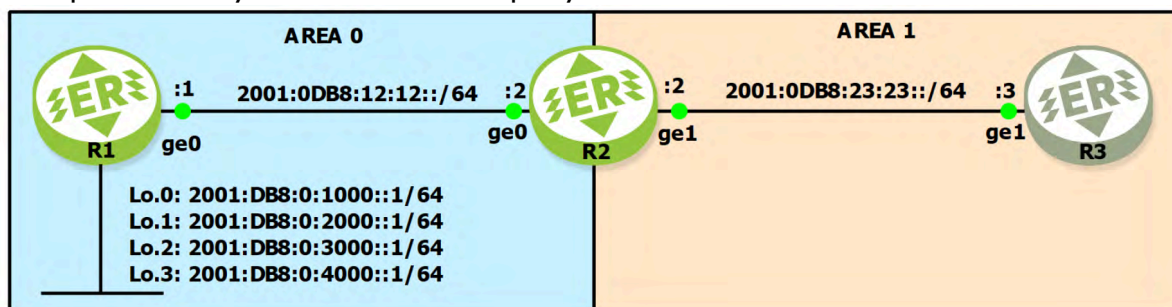 AREA 0
AREA 1
ER
:1
2001:0DB8:12:12::/64
:2
ER
:2
2001:0DB8:23:23::/64
:3
ER
R1
ge0
ge0
R2
ge1
ge1
R3
Lo.0: 2001:DB8:0:1000::1/64
Lo.1: 2001:DB8:0:2000::1/64
Lo.2: 2001:DB8:0:3000::1/64
Lo.3: 2001:DB8:0:4000::1/64